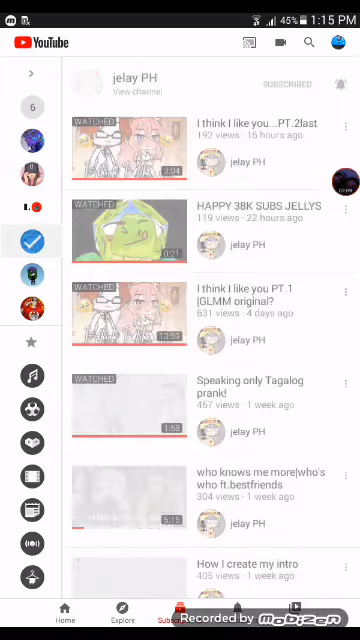 45% 1:15 PM
YouTube
jelay PH
View channel
SUBSCRIBED
6
WATCHED
3:04
I think I like you...PT.2last
192 views · 16 hours ago
jelay PH
WATCHED
0:21
HAPPY 38K SUBS JELLYS
119 views · 22 hours ago
jelay PH
WATCHED
13:59
I think I like you PT 1
|GLMM original?
631 views · 4 days ago
jelay PH
WATCHED
1:58
Speaking only Tagalog
prank!
457 views · 1 week ago
jelay PH
5:15
who knows me more|who's
who ft.bestfriends
304 views · 1 week ago
jelay PH
How I create my intro
405 views · 1 week ago
Home
Explore
Subsc
Recorded by MOBIZEN